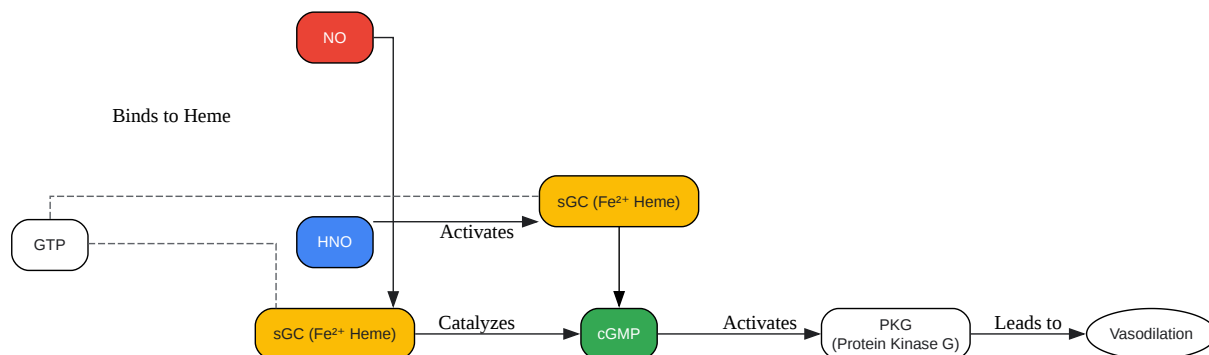 NO
Binds to Heme
sGC (Fe²⁺ Heme)
GTP
HNO
Activates
sGC (Fe²⁺ Heme)
Catalyzes
cGMP
Activates
PKG
(Protein Kinase G)
Leads to
Vasodilation